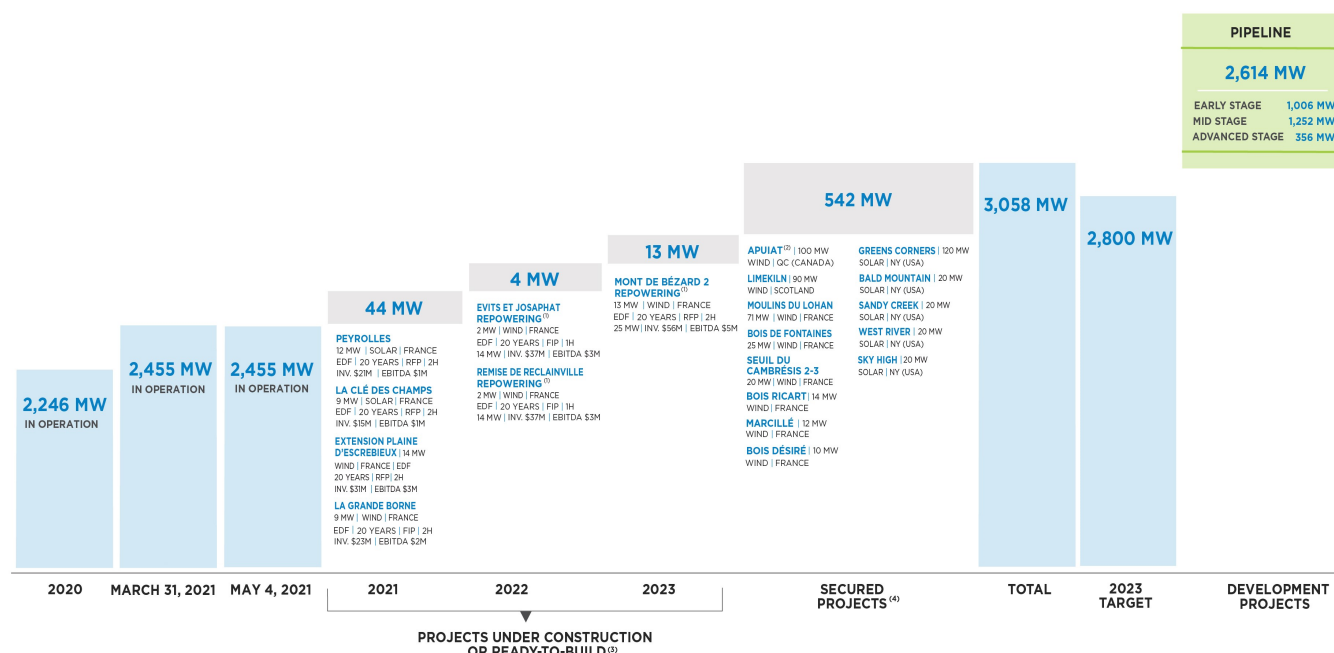 PIPELINE
2,614 MW
EARLY STAGE 1,006 MW
MID STAGE 1,252 MW
ADVANCED STAGE 356 MW
2,246 MW
IN OPERATION
2,455 MW
IN OPERATION
2,455 MW
IN OPERATION
44 MW
PEYROLLES
12 MW | SOLAR | FRANCE
EDF | 20 YEARS | RFP | 2H
INV. $21M | EBITDA $1M
LA CLÉ DES CHAMPS
9 MW | SOLAR | FRANCE
EDF | 20 YEARS | RFP | 2H
INV. $15M | EBITDA $1M
EXTENSION PLAINE
D'ESCREBIEUX | 14 MW
WIND | FRANCE | EDF
20 YEARS | RFP | 2H
INV. $31M | EBITDA $3M
LA GRANDE BORNE
9 MW | WIND | FRANCE
EDF | 20 YEARS | FIP | 2H
INV. $23M | EBITDA $2M
4 MW
EVITS ET JOSAPHAT
REPOWERING (1)
2 MW | WIND | FRANCE
EDF | 20 YEARS | FIP | 1H
14 MW | INV. $37M | EBITDA $3M
REMISE DE RECLAINVILLE
REPOWERING (1)
2 MW | WIND | FRANCE
EDF | 20 YEARS | FIP | 1H
14 MW | INV. $37M | EBITDA $3M
13 MW
MONT DE BÉZARD 2
REPOWERING (1)
13 MW | WIND | FRANCE
EDF | 20 YEARS | RFP | 2H
25 MW | INV. $56M | EBITDA $5M
542 MW
APUIAT (2) | 100 MW
WIND | QC (CANADA)
LIMEKILN | 90 MW
WIND | SCOTLAND
MOULINS DU LOHAN
71 MW | WIND | FRANCE
BOIS DE FONTAINES
25 MW | WIND | FRANCE
SEUIL DU
CAMBRÉSIS 2-3
20 MW | WIND | FRANCE
BOIS RICART | 14 MW
WIND | FRANCE
MARCILLÉ | 12 MW
WIND | FRANCE
BOIS DÉSIRÉ | 10 MW
WIND | FRANCE
GREENS CORNERS | 120 MW
SOLAR | NY (USA)
BALD MOUNTAIN | 20 MW
SOLAR | NY (USA)
SANDY CREEK | 20 MW
SOLAR | NY (USA)
WEST RIVER | 20 MW
SOLAR | NY (USA)
SKY HIGH | 20 MW
SOLAR | NY (USA)
3,058 MW
2,800 MW
2020
MARCH 31, 2021
MAY 4, 2021
2021
2022
2023
SECURED
PROJECTS (4)
TOTAL
2023
TARGET
DEVELOPMENT
PROJECTS
PROJECTS UNDER CONSTRUCTION
OR READY-TO-BUILD (3)